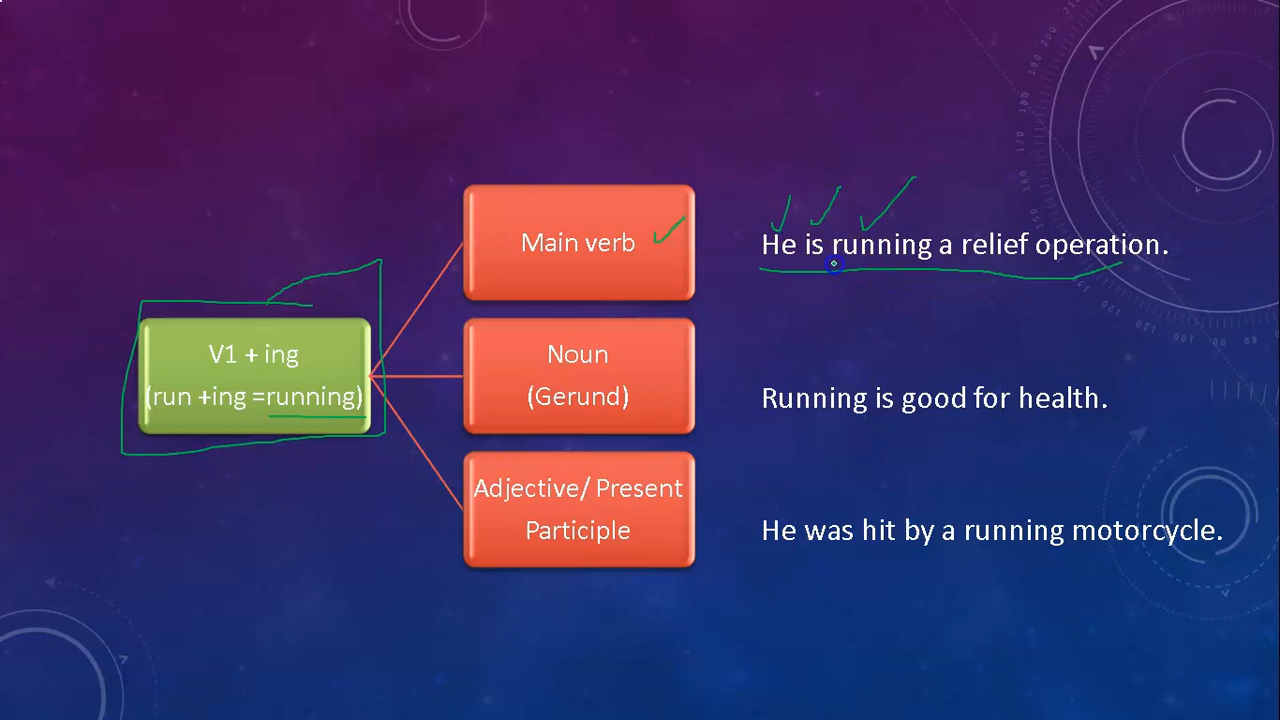 Main verb
He is running a relief operation.
V1 + ing
(run +ing =running)
Noun
(Gerund)
Running is good for health.
Adjective/ Present
Participle
He was hit by a running motorcycle.